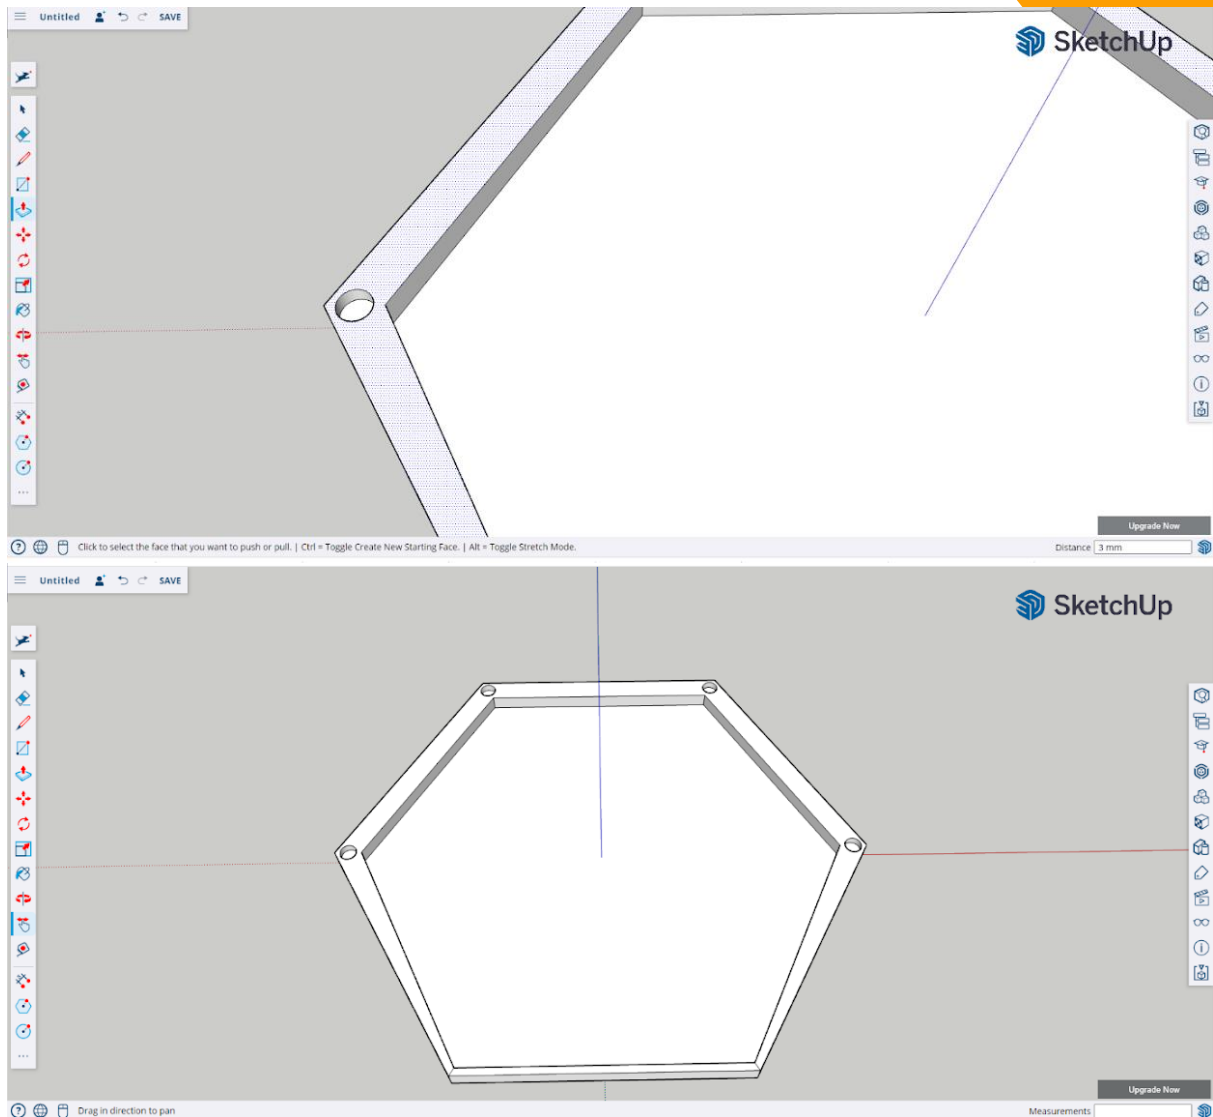 Untitled SAVE
SketchUp
Upgrade Now
Click to select the face that you want to push or pull. | Ctrl = Toggle Create New Starting Face. | Alt = Toggle Stretch Mode. Distance 3 mm
Untitled SAVE
SketchUp
Upgrade Now
Drag in direction to pan Measurements